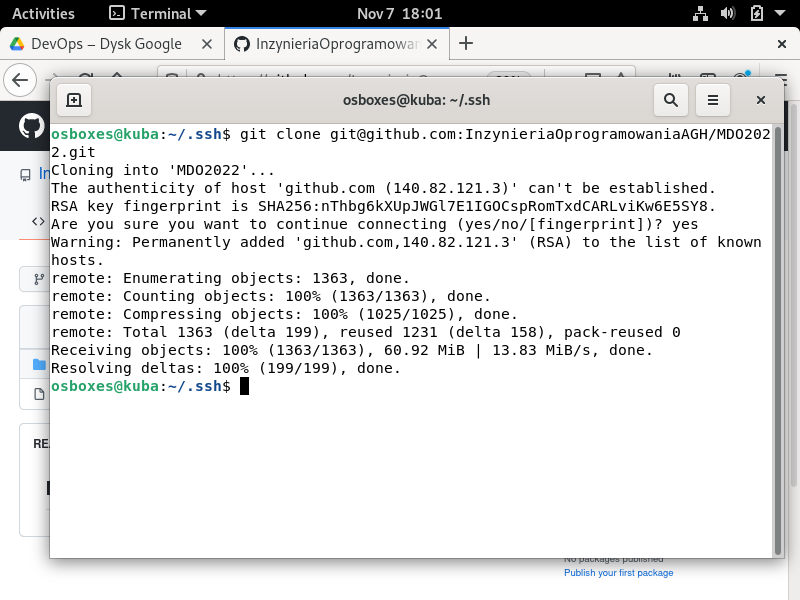 Activities Terminal Nov 7 18:01
DevOps – Dysk Google InzynieriaOprogramowan
osboxes@kuba: ~/.ssh
osboxes@kuba:~/.ssh$ git clone git@github.com:InzynieriaOprogramowaniaAGH/MDO202
2.git
Cloning into 'MDO2022'...
The authenticity of host 'github.com (140.82.121.3)' can't be established.
RSA key fingerprint is SHA256:nThbg6kXUpJWGl7E1IGOCspRomTxdCARLviKw6E5SY8.
Are you sure you want to continue connecting (yes/no/[fingerprint])? yes
Warning: Permanently added 'github.com,140.82.121.3' (RSA) to the list of known
hosts.
remote: Enumerating objects: 1363, done.
remote: Counting objects: 100% (1363/1363), done.
remote: Compressing objects: 100% (1025/1025), done.
remote: Total 1363 (delta 199), reused 1231 (delta 158), pack-reused 0
Receiving objects: 100% (1363/1363), 60.92 MiB | 13.83 MiB/s, done.
Resolving deltas: 100% (199/199), done.
osboxes@kuba:~/.ssh$
In
<>
RE
No packages published
Publish your first package